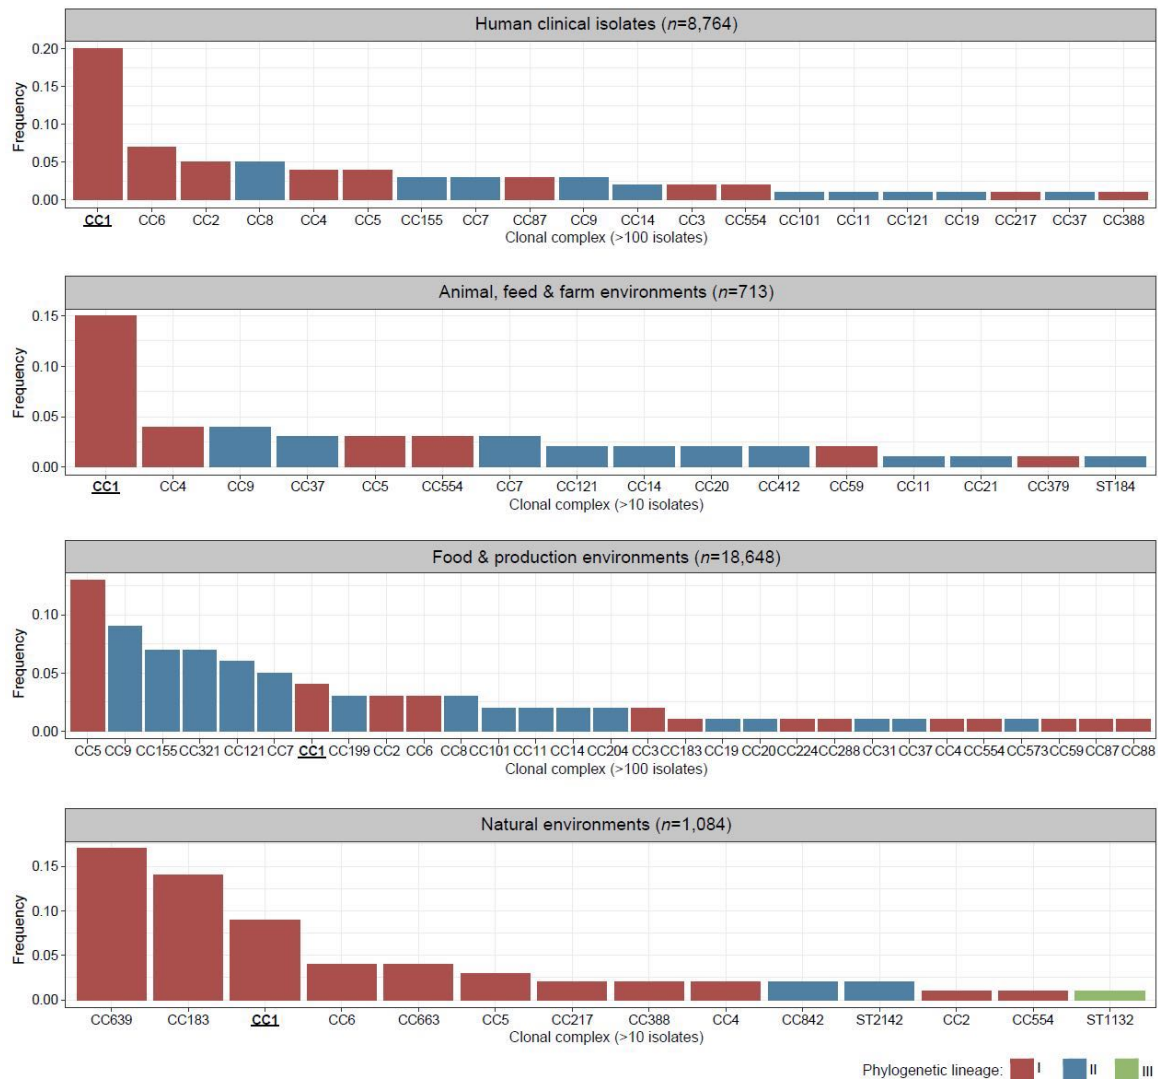 Human clinical isolates (n=8,764)
Frequency
0.20
0.15
0.10
0.05
0.00
CC1 CC6 CC2 CC8 CC4 CC5 CC155 CC7 CC87 CC9 CC14 CC3 CC554 CC101 CC11 CC121 CC19 CC217 CC37 CC388
Clonal complex (>100 isolates)
Animal, feed & farm environments (n=713)
Frequency
0.15
0.10
0.05
0.00
CC1 CC4 CC9 CC37 CC5 CC554 CC7 CC121 CC14 CC20 CC412 CC59 CC11 CC21 CC379 ST184
Clonal complex (>10 isolates)
Food & production environments (n=18,648)
Frequency
0.10
0.05
0.00
CC5 CC9 CC155 CC321 CC121 CC7 CC1 CC199 CC2 CC6 CC8 CC101 CC11 CC14 CC204 CC3 CC183 CC19 CC20 CC224 CC288 CC31 CC37 CC4 CC554 CC573 CC59 CC87 CC88
Clonal complex (>100 isolates)
Natural environments (n=1,084)
Frequency
0.15
0.10
0.05
0.00
CC639 CC183 CC1 CC6 CC663 CC5 CC217 CC388 CC4 CC842 ST2142 CC2 CC554 ST1132
Clonal complex (>10 isolates)
Phylogenetic lineage: I II III